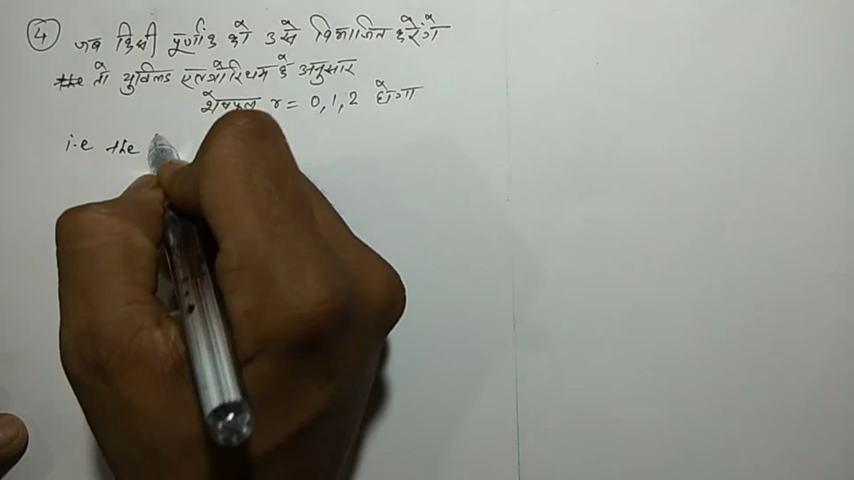 ④ जब किसी पूर्णांक को 3 से विभाजित करेंगे
तो युक्लिड एल्गोरिथम के अनुसार
शेषफल r = 0, 1, 2 होगा
i.e the